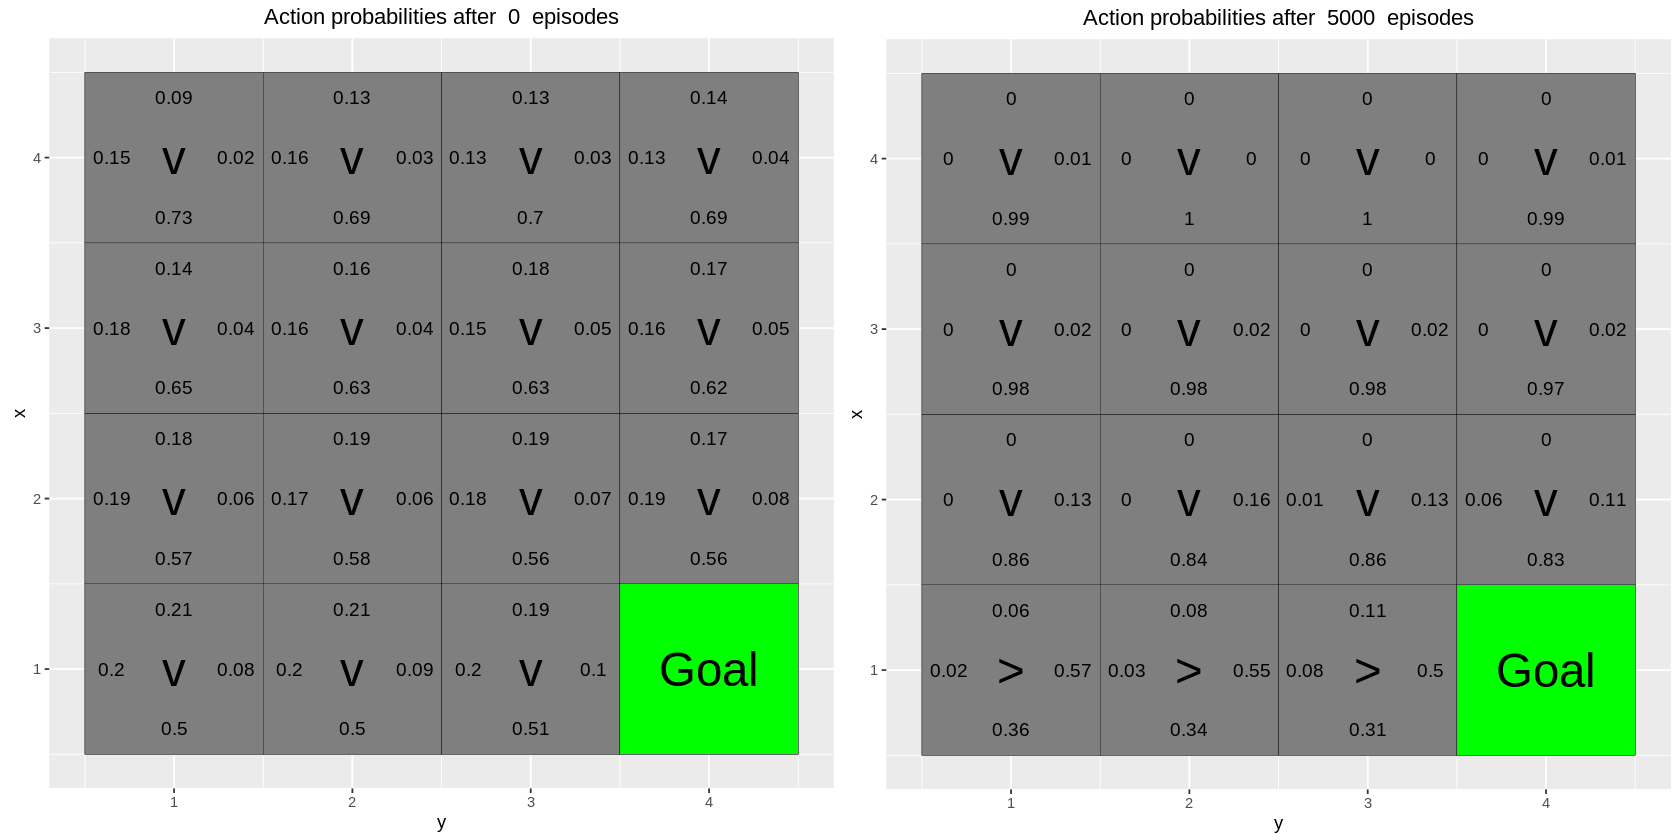 Action probabilities after 0 episodes
0.09 0.13 0.13 0.14
4 0.15 V 0.02 0.16 V 0.03 0.13 V 0.03 0.13 V 0.04
0.73 0.69 0.7 0.69
0.14 0.16 0.18 0.17
3 0.18 V 0.04 0.16 V 0.04 0.15 V 0.05 0.16 V 0.05
0.65 0.63 0.63 0.62
x
0.18 0.19 0.19 0.17
2 0.19 V 0.06 0.17 V 0.06 0.18 V 0.07 0.19 V 0.08
0.57 0.58 0.56 0.56
0.21 0.21 0.19
1 0.2 V 0.08 0.2 V 0.09 0.2 V 0.1 Goal
0.5 0.5 0.51
1 2 3 4
y
Action probabilities after 5000 episodes
0 0 0 0
4 0 V 0.01 0 V 0 0 V 0 0 V 0.01
0.99 1 1 0.99
0 0 0 0
3 0 V 0.02 0 V 0.02 0 V 0.02 0 V 0.02
0.98 0.98 0.98 0.97
x
0 0 0 0
2 0 V 0.13 0 V 0.16 0.01 V 0.13 0.06 V 0.11
0.86 0.84 0.86 0.83
0.06 0.08 0.11
1 0.02 > 0.57 0.03 > 0.55 0.08 > 0.5 Goal
0.36 0.34 0.31
1 2 3 4
y